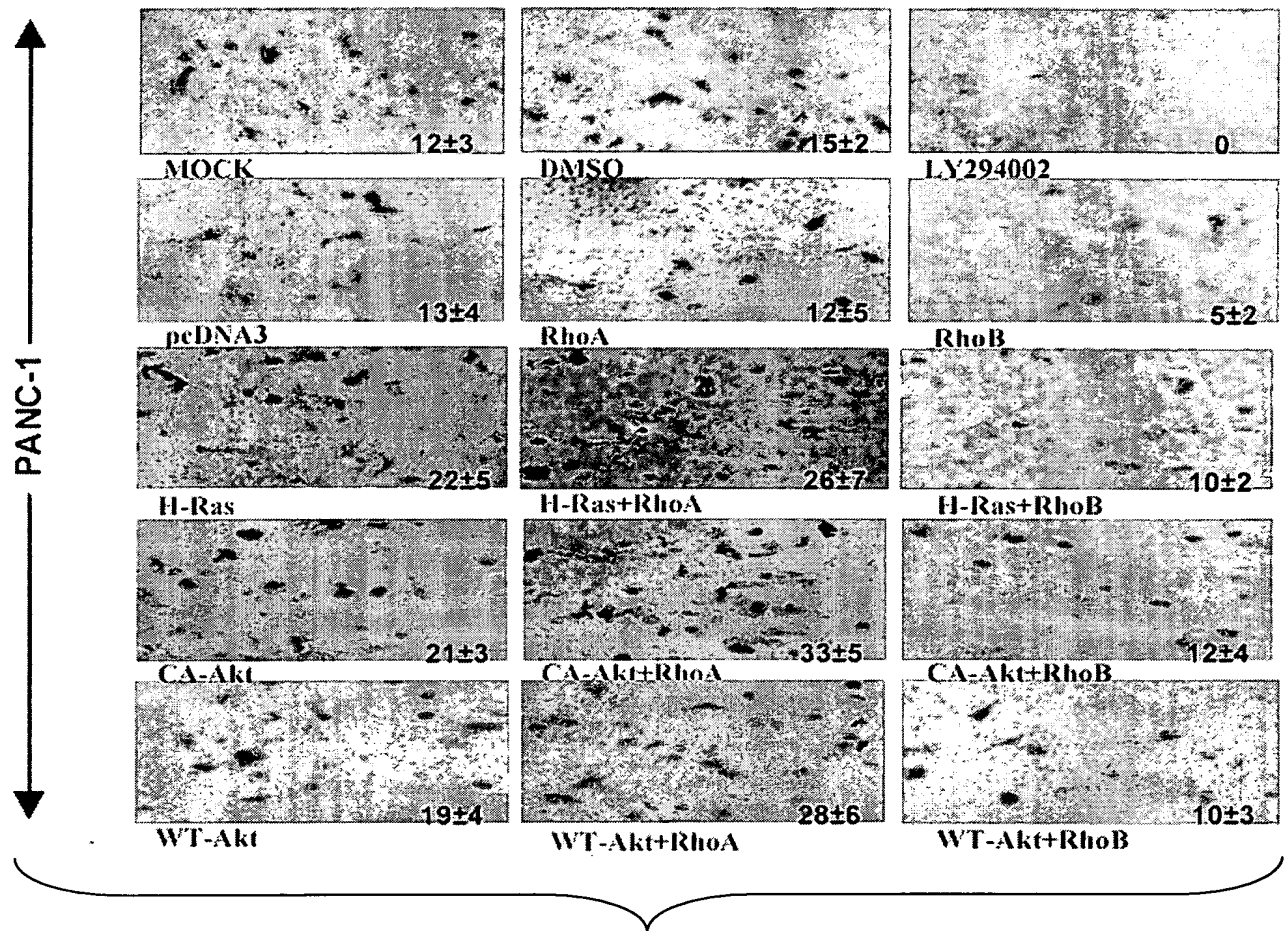 PANC-1
12±3 15±2 0
MOCK DMSO LY294002
13±4 12±5 5±2
pcDNA3 RhoA RhoB
22±5 26±7 10±2
H-Ras H-Ras+RhoA H-Ras+RhoB
21±3 33±5 12±4
CA-Akt CA-Akt+RhoA CA-Akt+RhoB
19±4 28±6 10±3
WT-Akt WT-Akt+RhoA WT-Akt+RhoB